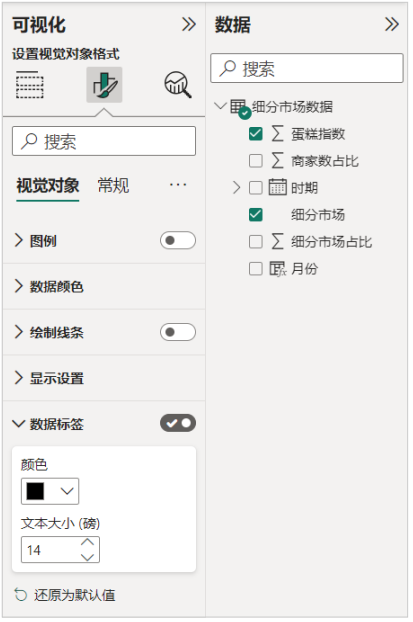 可视化
设置视觉对象格式
搜索
视觉对象 常规 ...
图例
数据颜色
绘制线条
显示设置
数据标签
颜色
文本大小 (磅)
14
还原为默认值
数据
搜索
细分市场数据
蛋糕指数
商家数占比
时期
细分市场
细分市场占比
月份